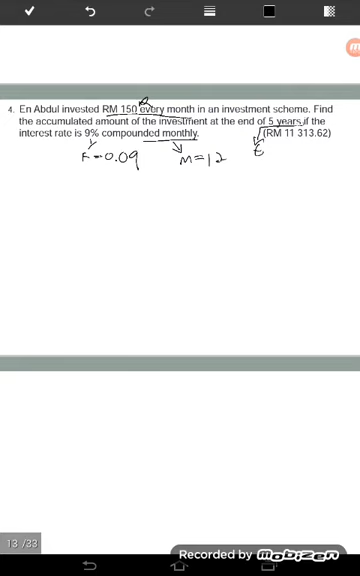 4. En Abdul invested RM 150 every month in an investment scheme. Find
the accumulated amount of the investment at the end of 5 years if the
interest rate is 9% compounded monthly. (RM 11 313.62)
r = 0.09 m = 12 t
13 /33
Recorded by mobizen